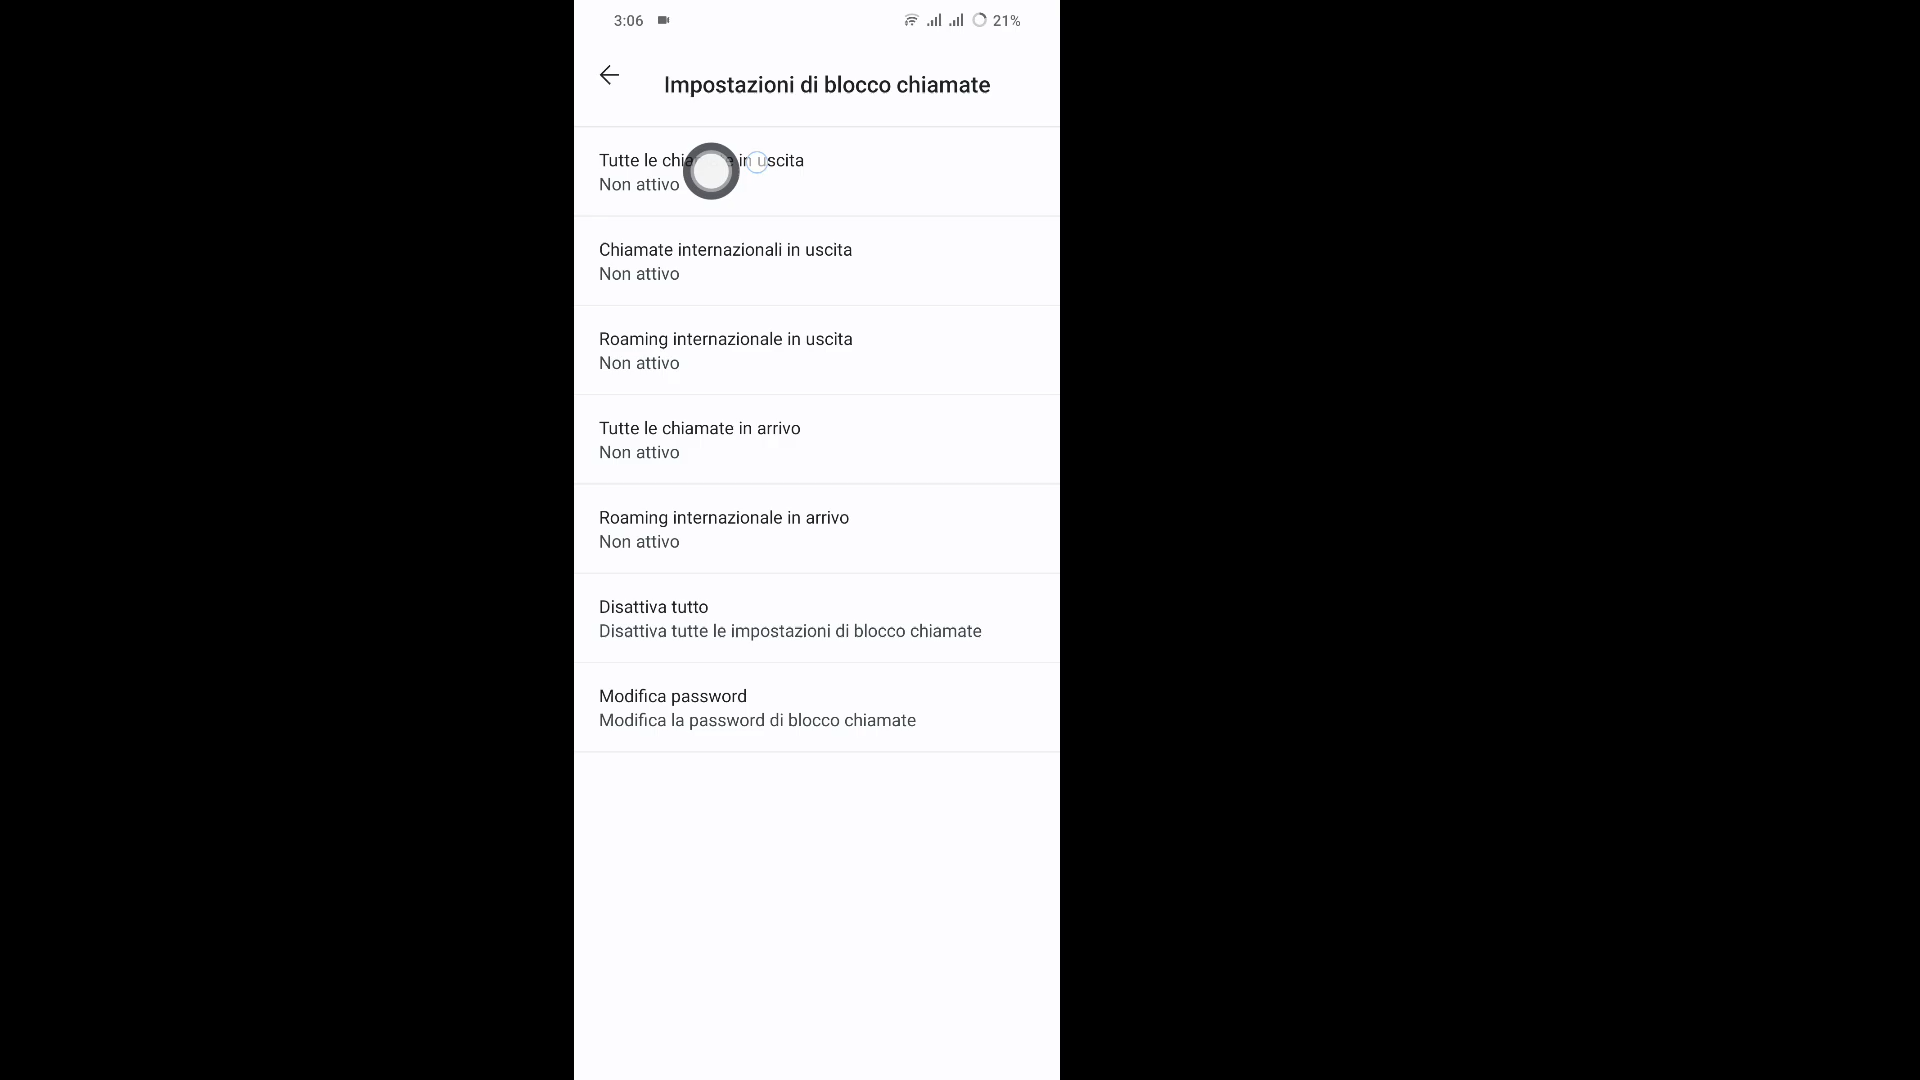 3:06
21%
Impostazioni di blocco chiamate
Tutte le in uscita
Non attivo
Chiamate internazionali in uscita
Non attivo
Roaming internazionale in uscita
Non attivo
Tutte le chiamate in arrivo
Non attivo
Roaming internazionale in arrivo
Non attivo
Disattiva tutto
Disattiva tutte le impostazioni di blocco chiamate
Modifica password
Modifica la password di blocco chiamate